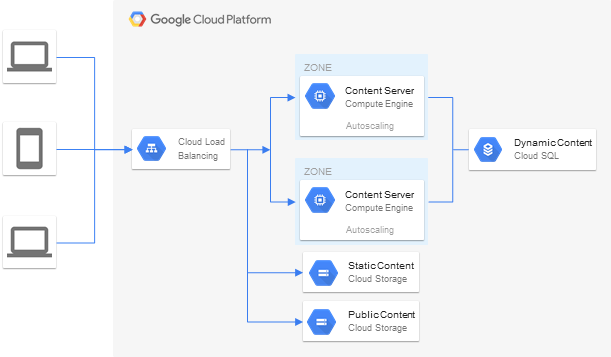 Google Cloud Platform
ZONE
Content Server
Compute Engine
Autoscaling
Cloud Load
Balancing
Dynamic Content
Cloud SQL
ZONE
Content Server
Compute Engine
Autoscaling
Static Content
Cloud Storage
Public Content
Cloud Storage